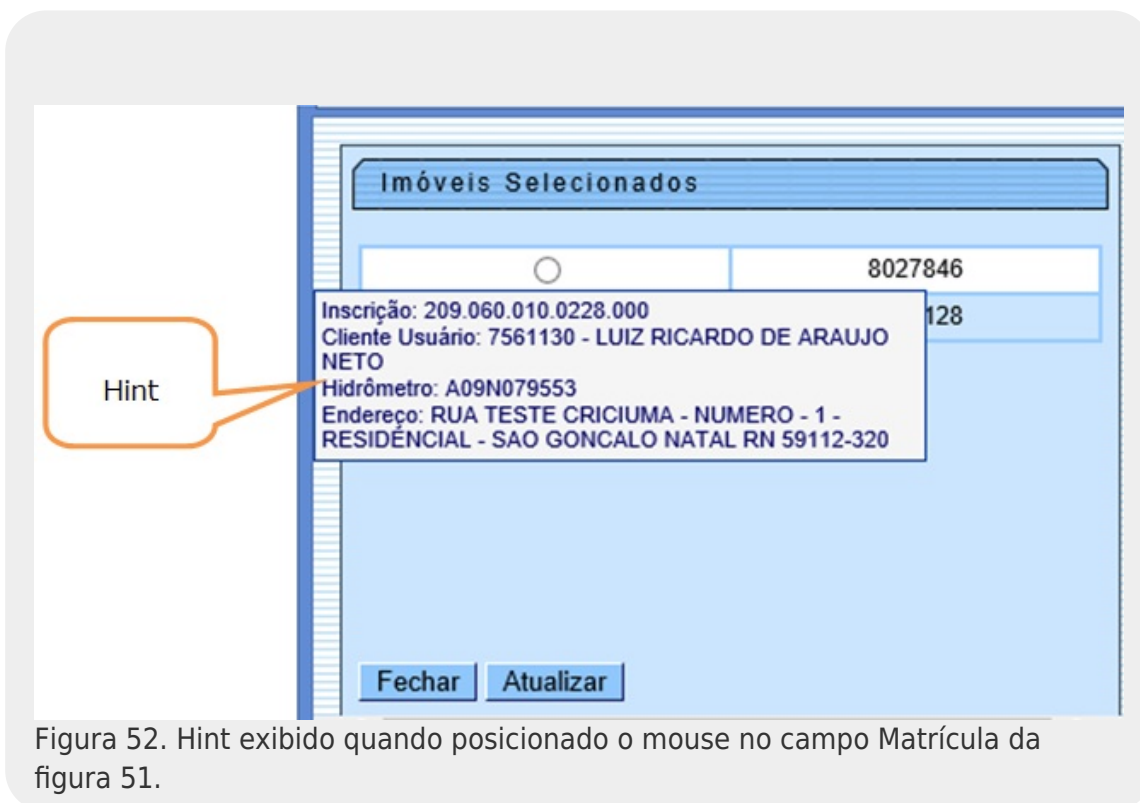 Imóveis Selecionados
8027846
128
Inscrição: 209.060.010.0228.000
Cliente Usuário: 7561130 - LUIZ RICARDO DE ARAUJO
NETO
Hidrômetro: A09N079553
Endereço: RUA TESTE CRICIUMA - NUMERO - 1 -
RESIDÊNCIAL - SAO GONCALO NATAL RN 59112-320
Hint
Fechar Atualizar
Figura 52. Hint exibido quando posicionado o mouse no campo Matrícula da
figura 51.